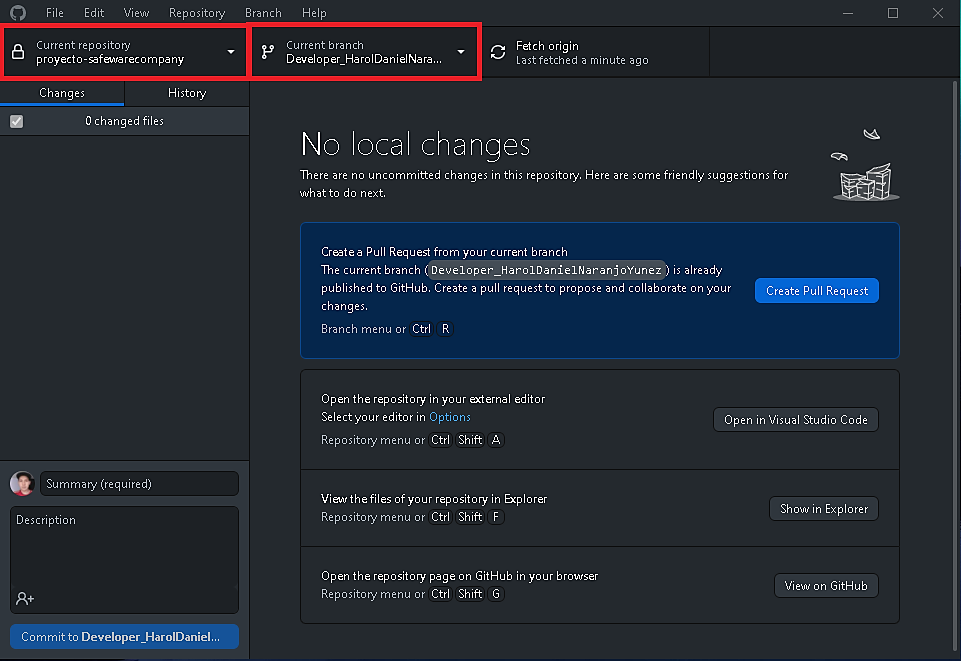 File Edit View Repository Branch Help
Current repository
proyecto-safewarecompany
Current branch
Developer_HarolDanielNara...
Fetch origin
Last fetched a minute ago
Changes History
0 changed files
No local changes
There are no uncommitted changes in this repository. Here are some friendly suggestions for
what to do next.
Create a Pull Request from your current branch
The current branch (Developer_HarolDanielNaranjoYunez) is already
published to GitHub. Create a pull request to propose and collaborate on your
changes.
Branch menu or Ctrl R
Create Pull Request
Open the repository in your external editor
Select your editor in Options
Repository menu or Ctrl Shift A
Open in Visual Studio Code
View the files of your repository in Explorer
Repository menu or Ctrl Shift F
Show in Explorer
Open the repository page on GitHub in your browser
Repository menu or Ctrl Shift G
View on GitHub
Summary (required)
Description
Commit to Developer_HarolDaniel...